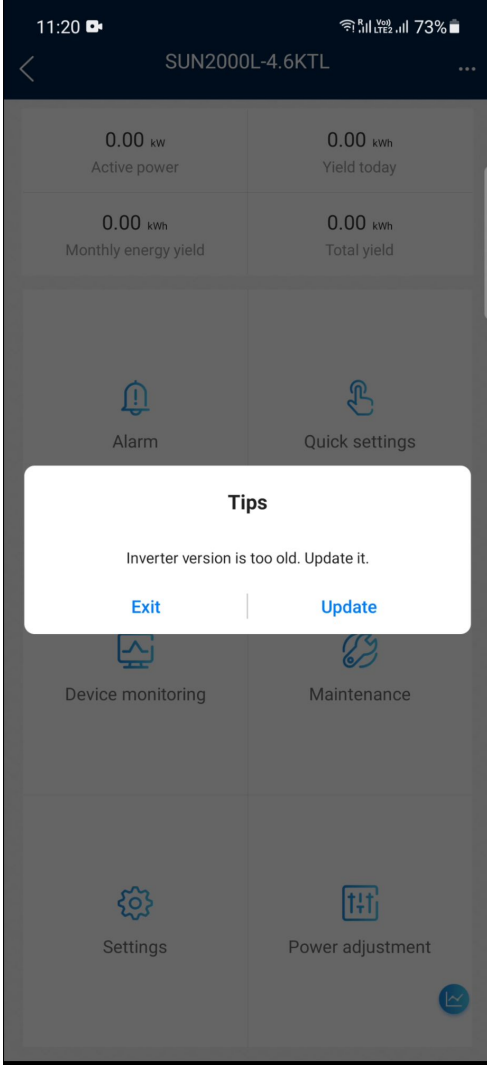 11:20
R Vo)) LTE2 73%
SUN2000L-4.6KTL
...
0.00 kW
Active power
0.00 kWh
Yield today
0.00 kWh
Monthly energy yield
0.00 kWh
Total yield
Alarm
Quick settings
Tips
Inverter version is too old. Update it.
Exit
Update
Device monitoring
Maintenance
Settings
Power adjustment